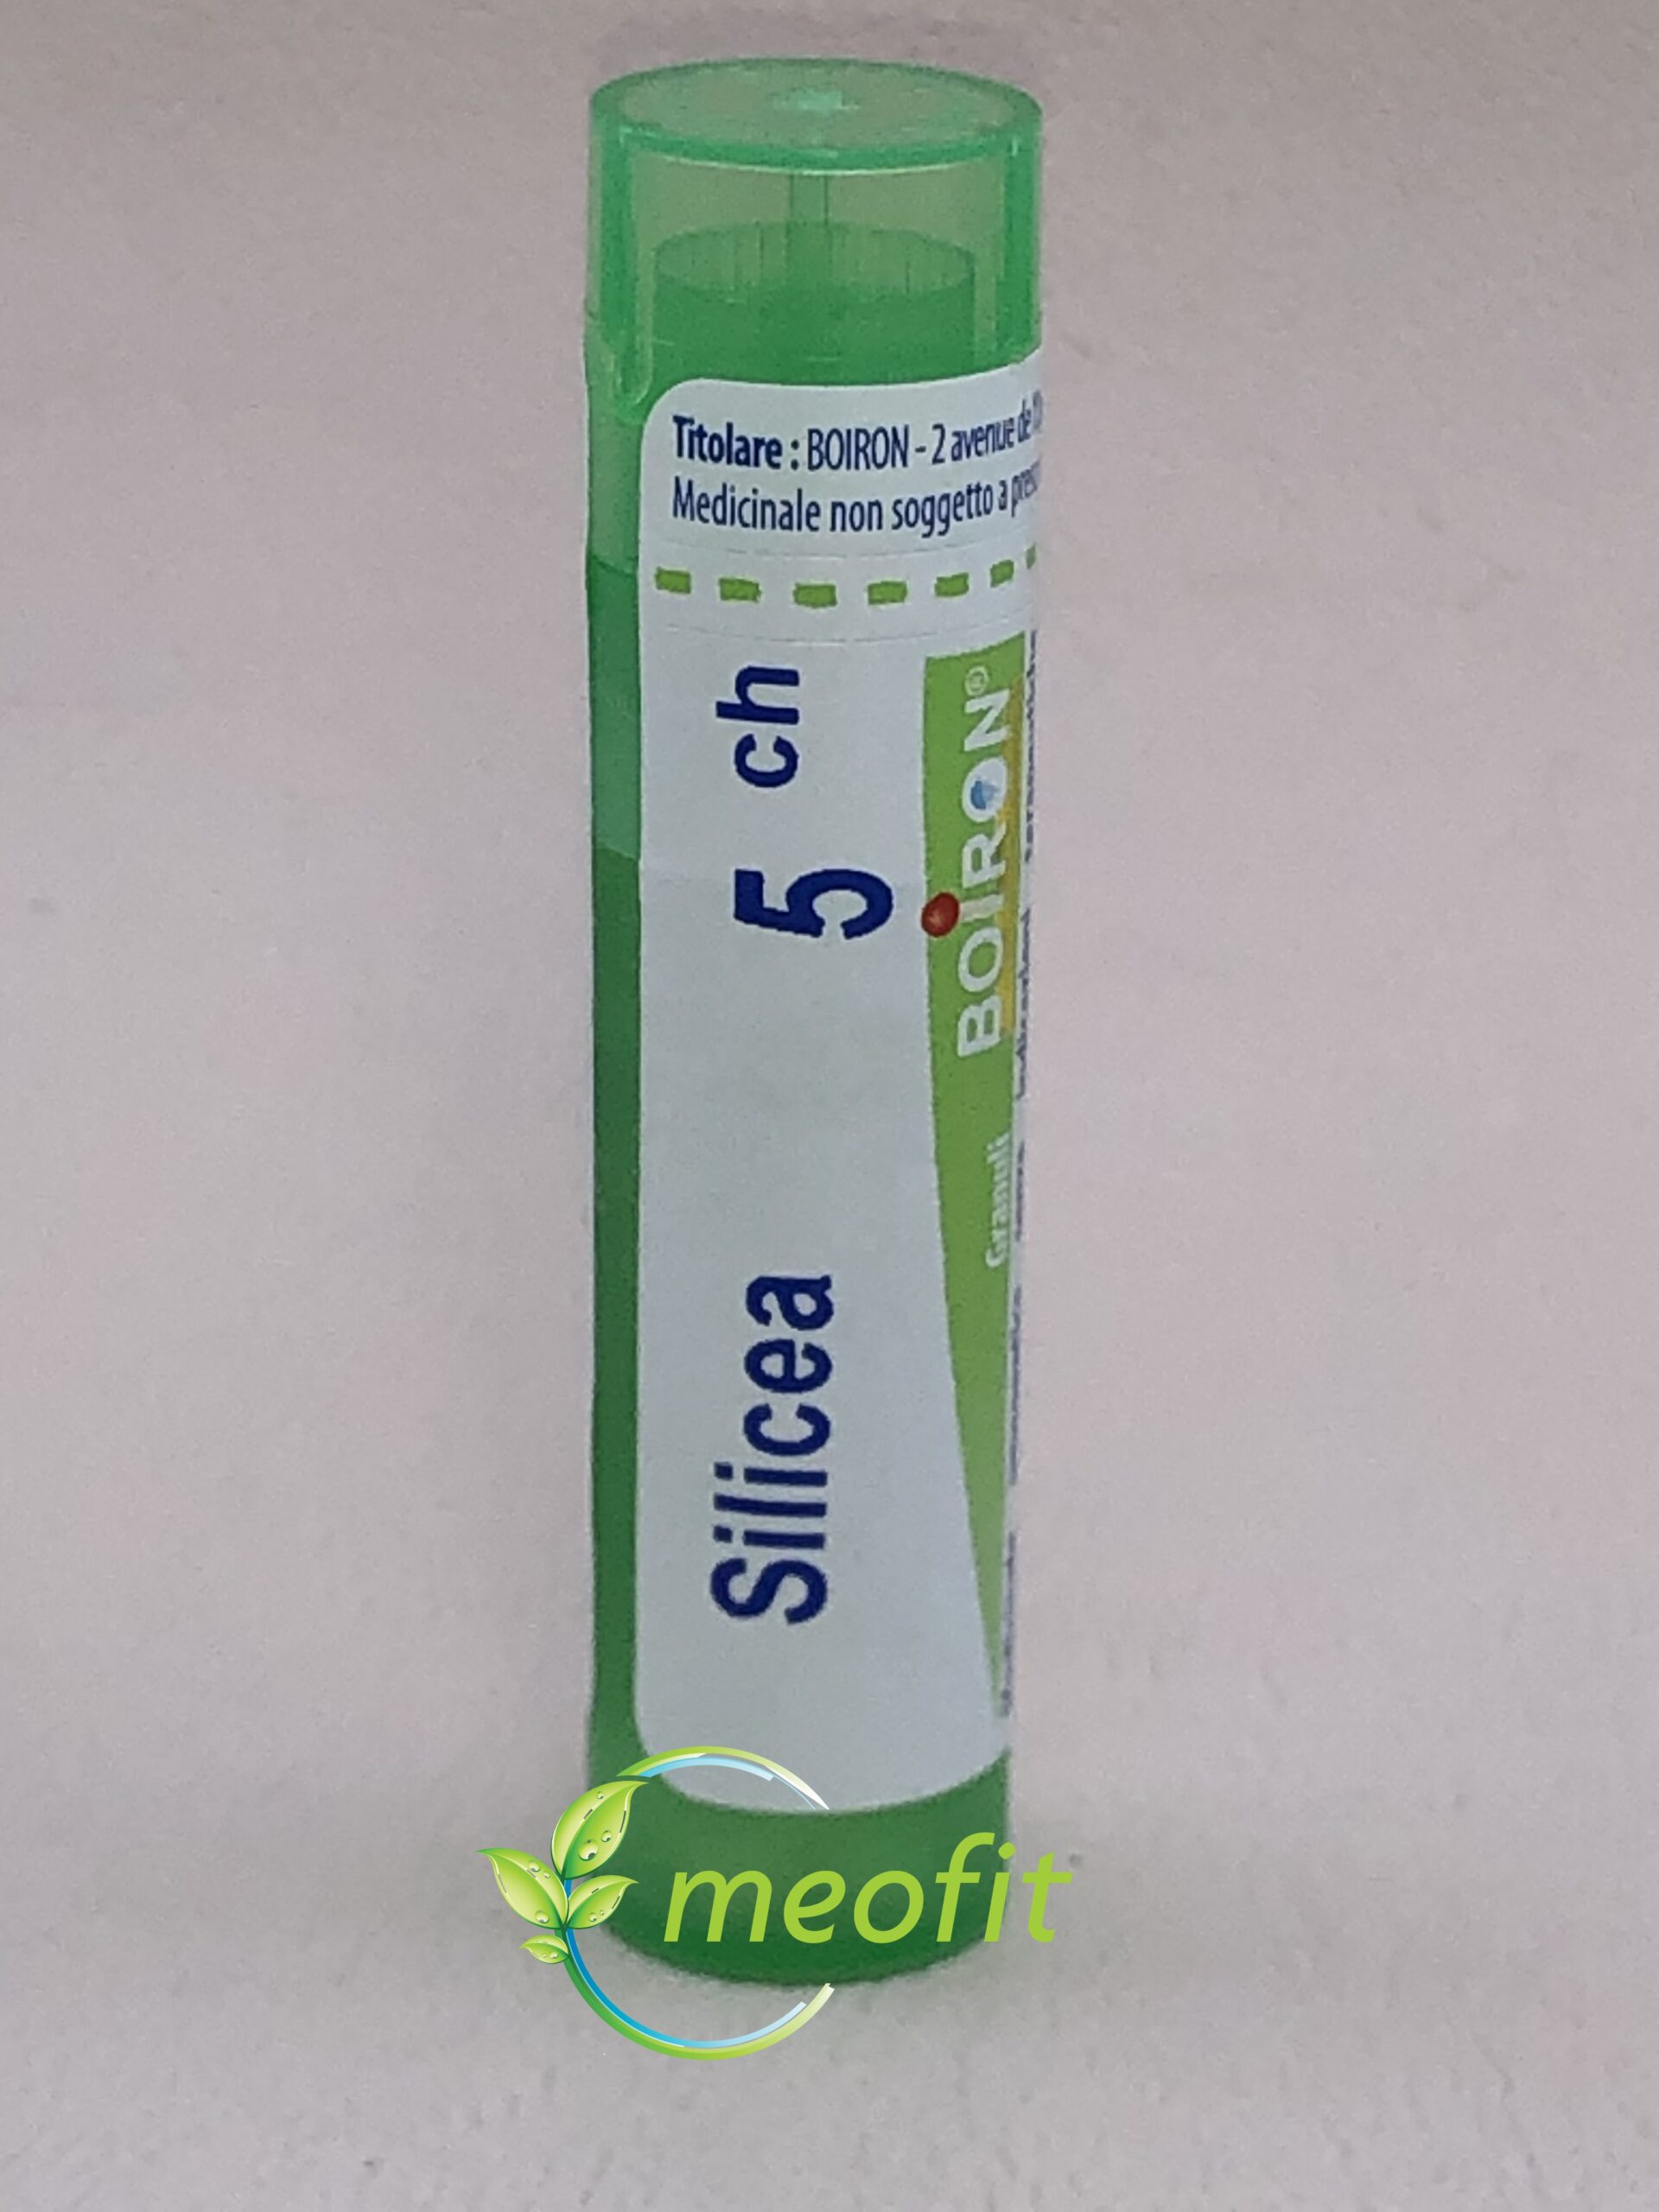 Titolare : BOIRON - 2 avenue de
Medicinale non soggetto a
Silicea 5 ch
BOIRON®
Granuli
meofit